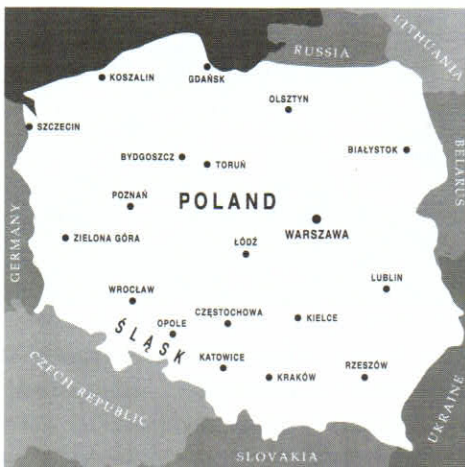 LITHUANIA
RUSSIA
KOSZALIN
GDAŃSK
OLSZTYN
SZCZECIN
BIAŁYSTOK
BYDGOSZCZ
TORUŃ
BELARUS
POZNAŃ
POLAND
WARSZAWA
GERMANY
ZIELONA GÓRA
ŁÓDŹ
LUBLIN
WROCŁAW
CZĘSTOCHOWA
KIELCE
OPOLE
ŚLĄSK
KATOWICE
KRAKÓW
RZESZÓW
CZECH REPUBLIC
UKRAINE
SLOVAKIA